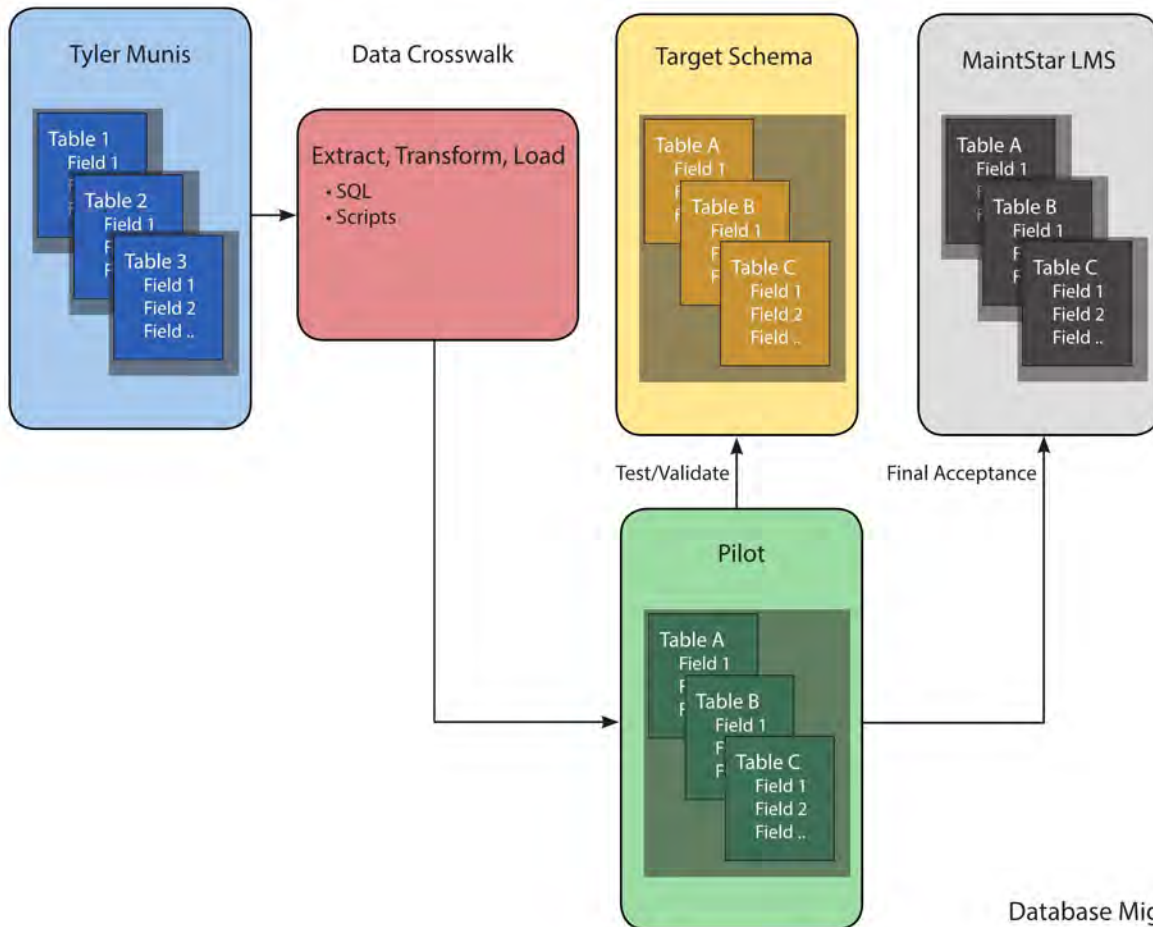 Tyler Munis
Table 1
Field 1
F
Table 2
Field 1
F
F
Table 3
Field 1
Field 2
Field ..
Data Crosswalk
Extract, Transform, Load
• SQL
• Scripts
Target Schema
Table A
Field 1
F
F
Table B
Field 1
F
F
Table C
Field 1
Field 2
Field ..
MaintStar LMS
Table A
Field 1
Table B
Field 1
F
F
Table C
Field 1
Field 2
Field ..
Test/Validate
Final Acceptance
Pilot
Table A
Field 1
F
F
Table B
Field 1
F
F
Table C
Field 1
Field 2
Field ..
Database Mig